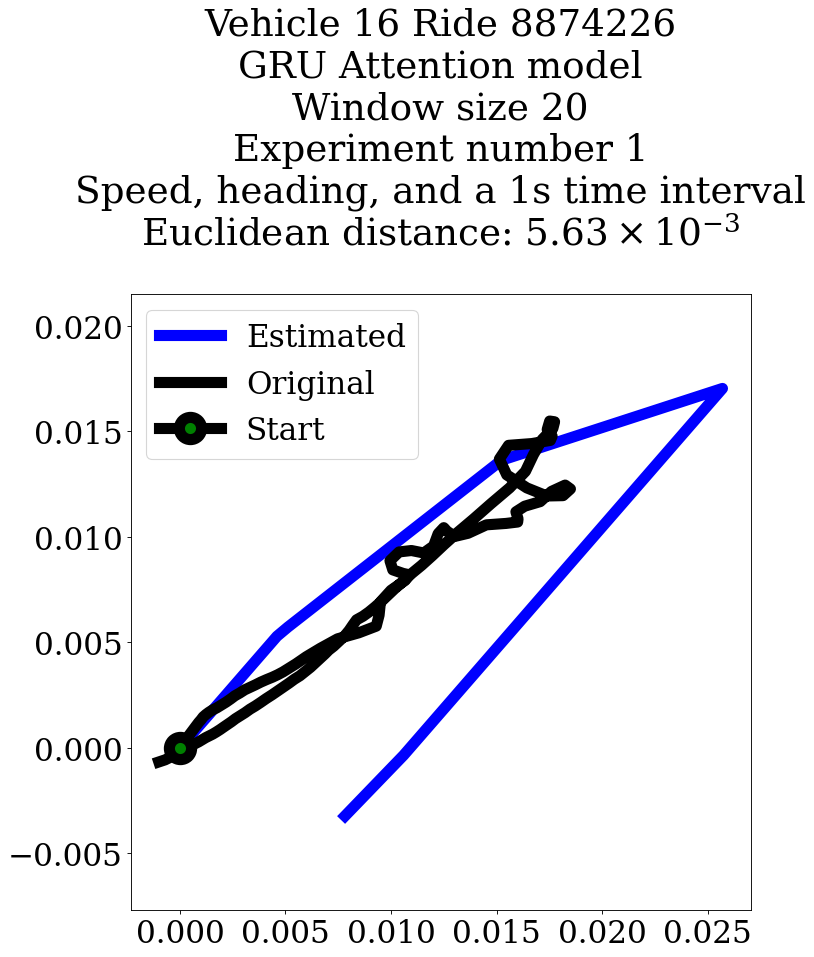 Vehicle 16 Ride 8874226
GRU Attention model
Window size 20
Experiment number 1
Speed, heading, and a 1s time interval
Euclidean distance: 5.63 × 10⁻³
Estimated
Original
Start
0.020
0.015
0.010
0.005
0.000
−0.005
0.000 0.005 0.010 0.015 0.020 0.025